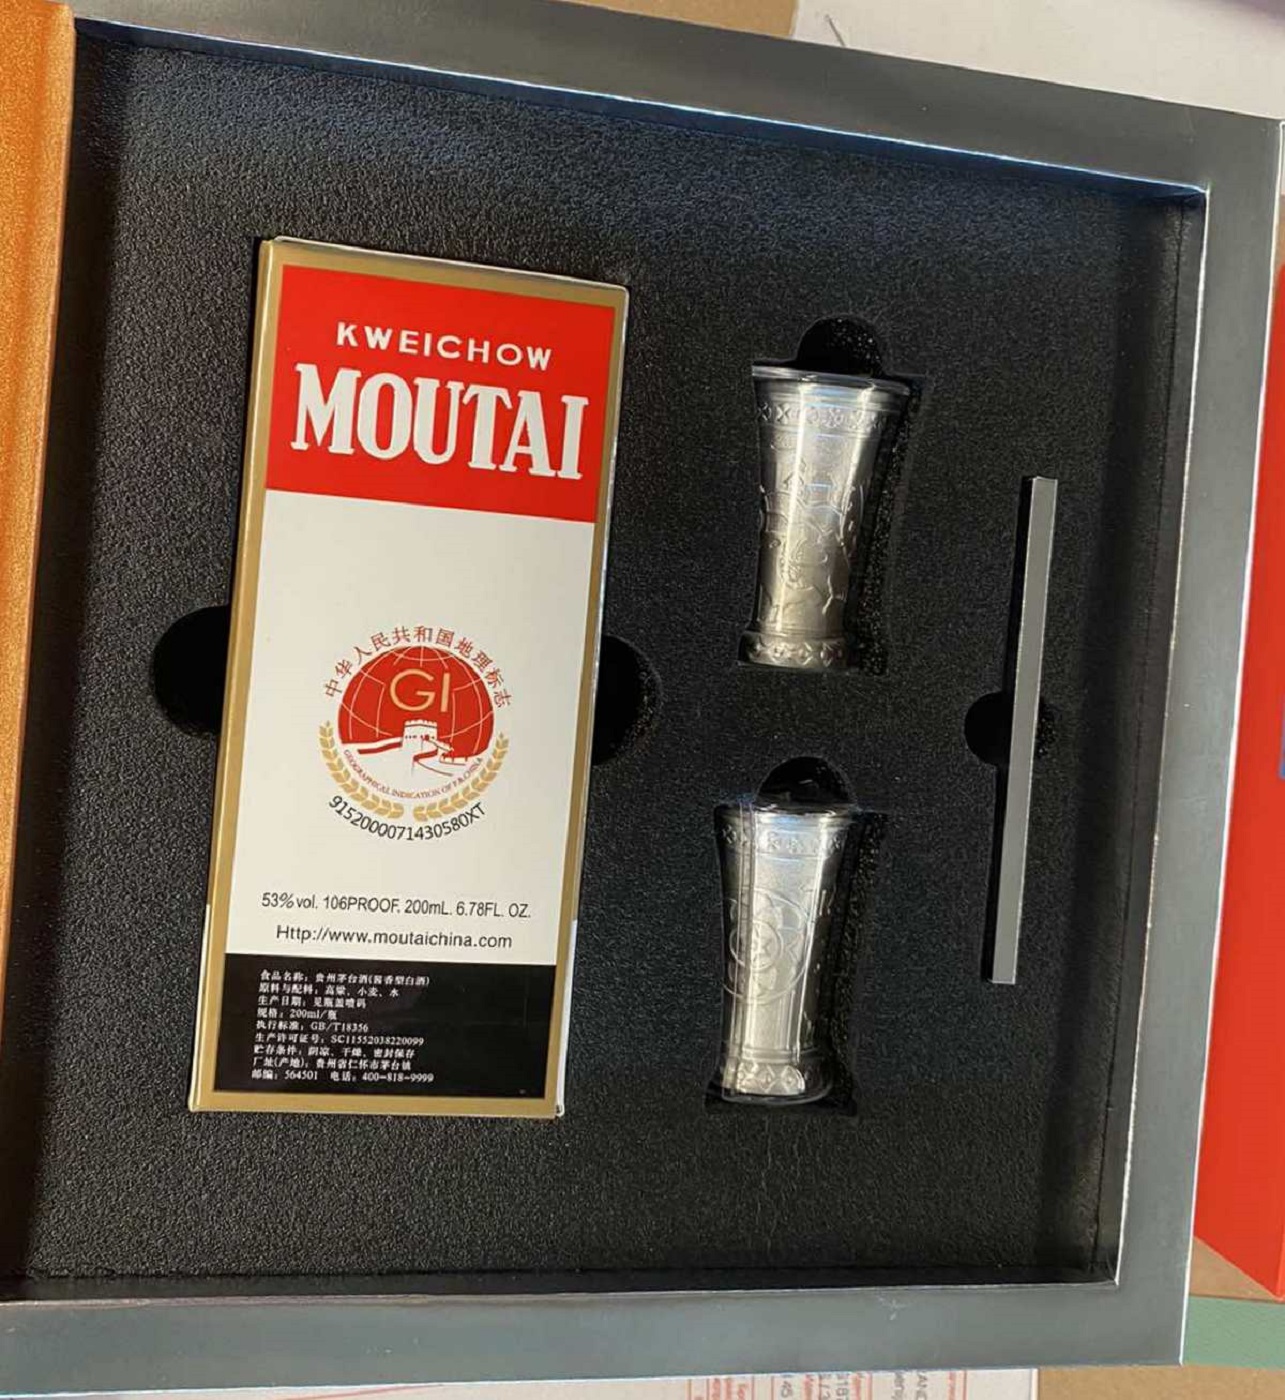 KWEICHOW
MOUTAI
中华人民共和国地理标志
GI
GEOGRAPHICAL INDICATION OF P.R.CHINA
9152000071430580XT
53%vol. 106PROOF. 200mL. 6.78FL. OZ.
Http://www.moutaichina.com
食品名称：贵州茅台酒(酱香型白酒)
原料与配料：高粱、小麦、水
生产日期：见瓶盖喷码
规格：200ml/瓶
执行标准：GB/T18356
生产许可证号：SC11552038220099
贮存条件：阴凉、干燥、密封保存
厂址(产地)：贵州省仁怀市茅台镇
邮编：564501 电话：400-818-9999